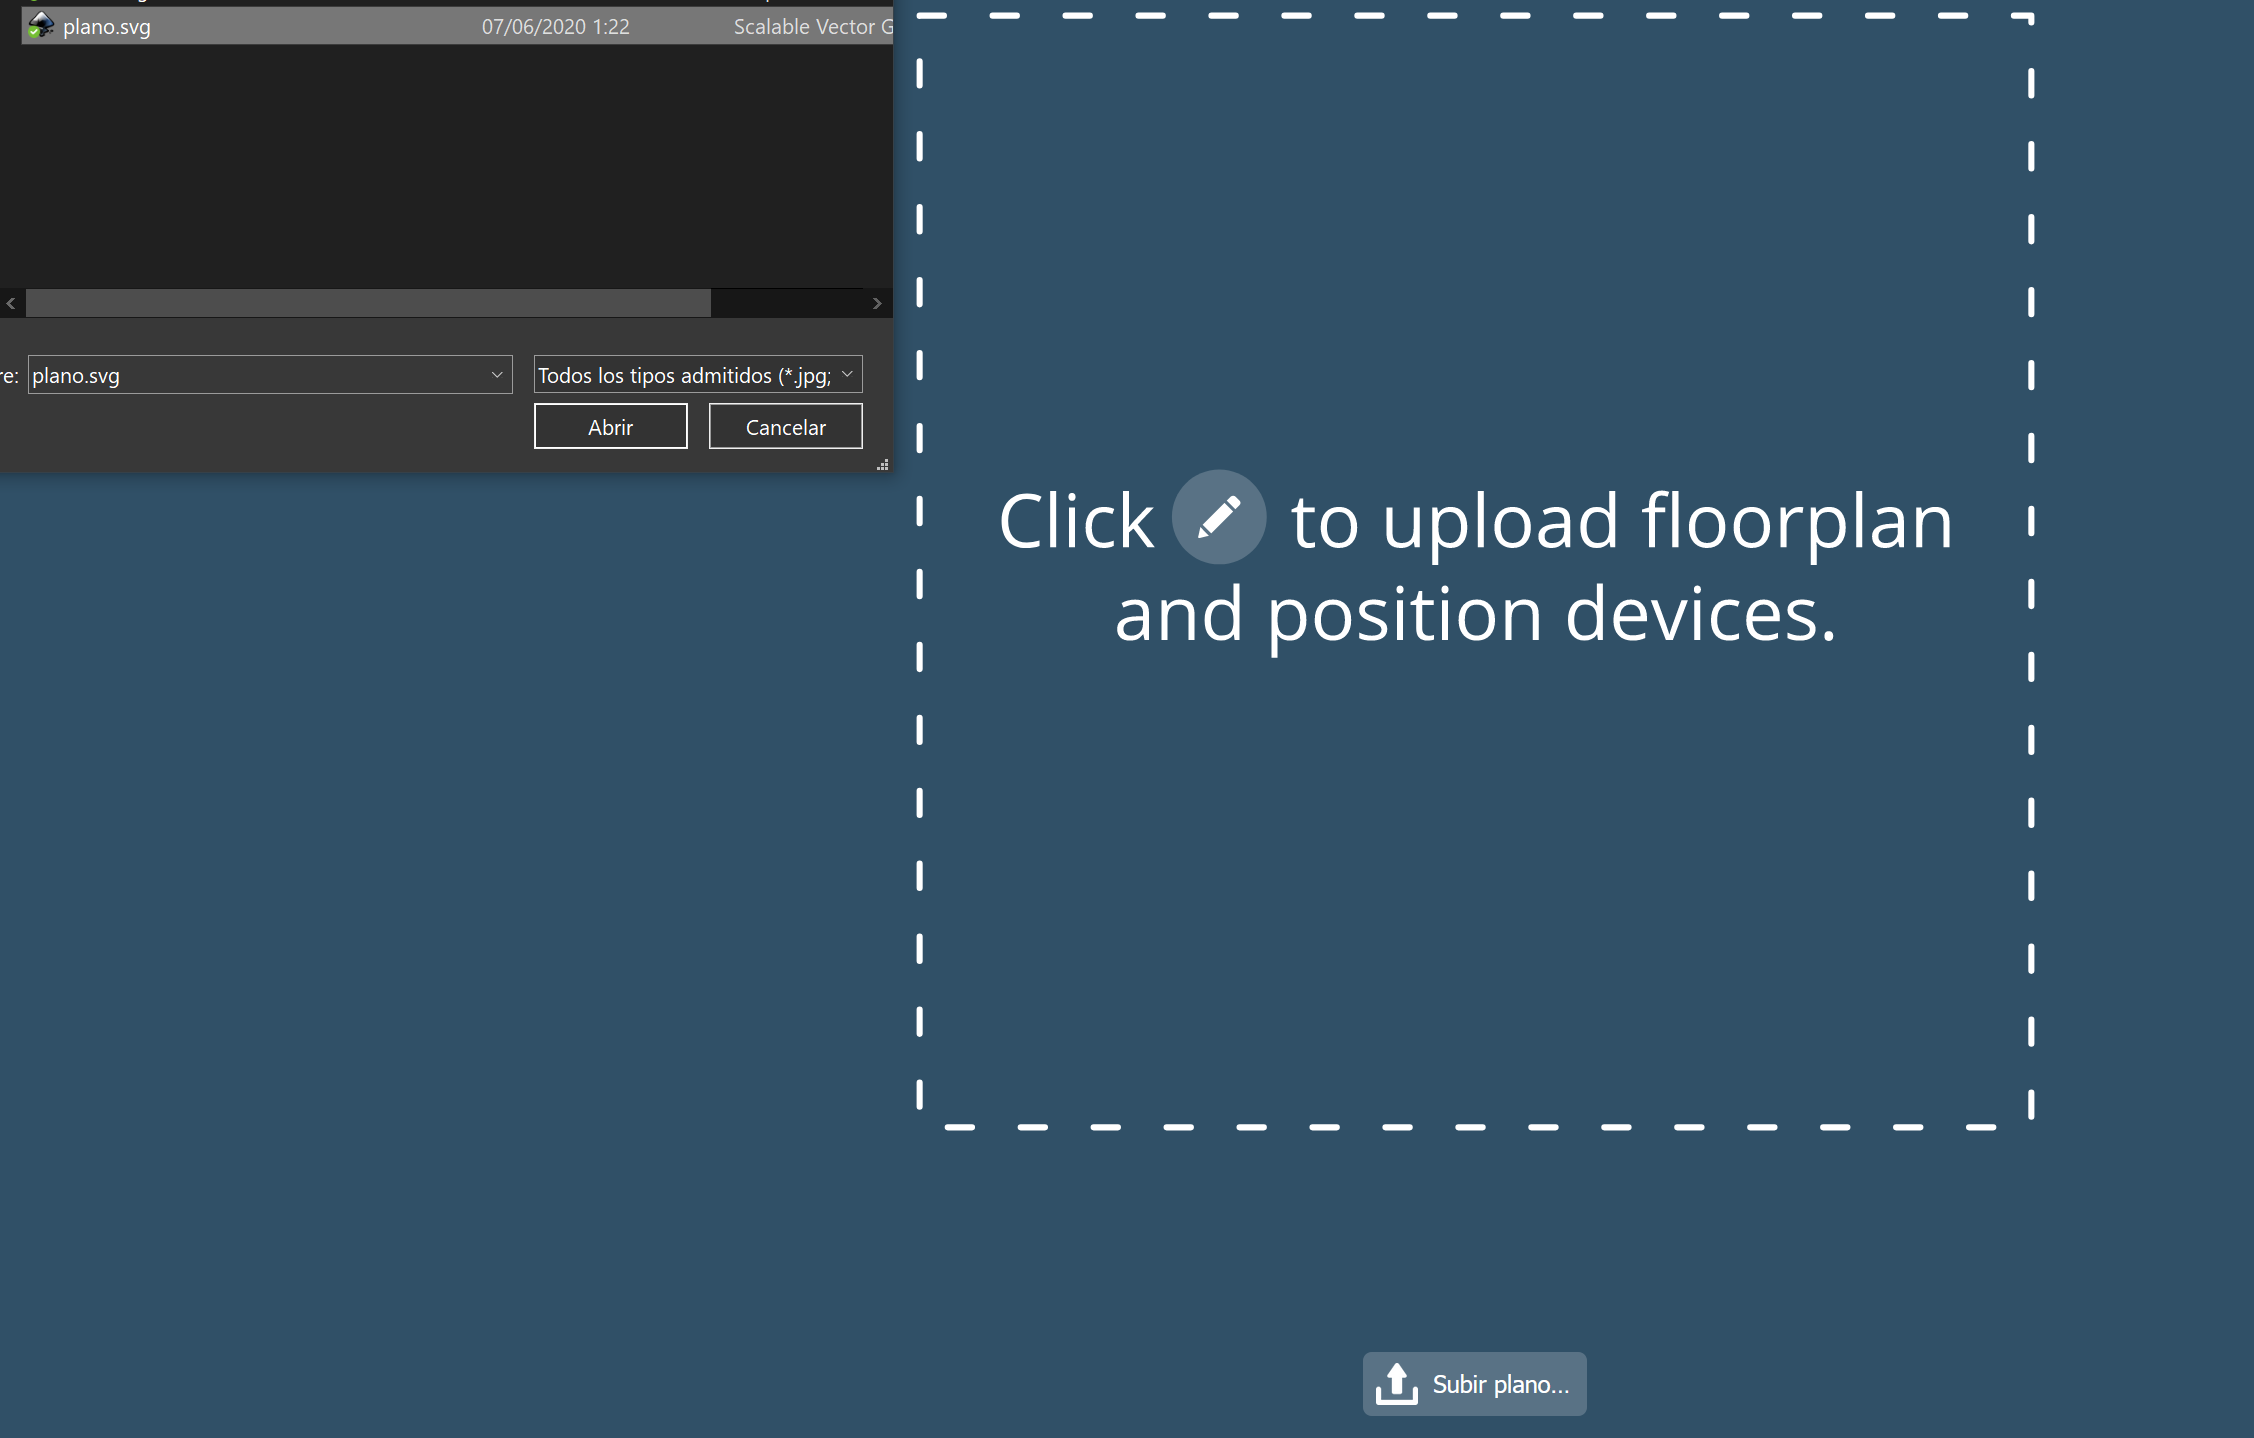 plano.svg 07/06/2020 1:22 Scalable Vector G
re: plano.svg Todos los tipos admitidos (*.jpg;
Abrir Cancelar
Click to upload floorplan
and position devices.
Subir plano...